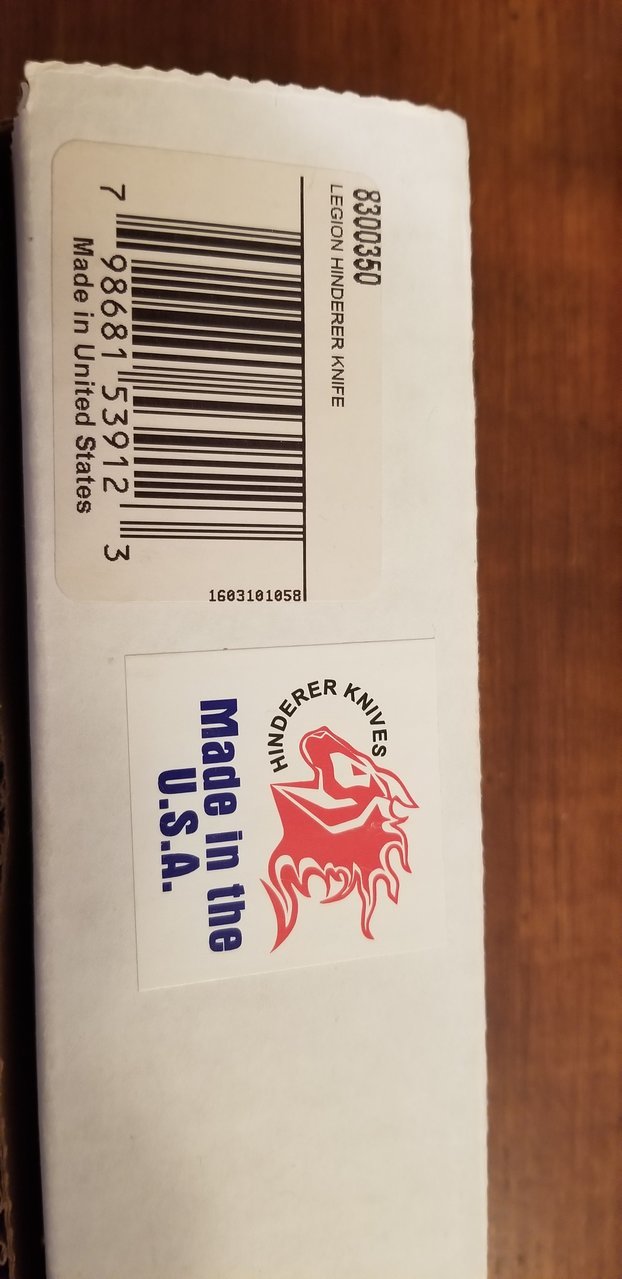 8300350
LEGION HINDERER KNIFE
7 98681 53912 3
Made in United States
1603101058
HINDERER KNIVES
Made in the
U.S.A.